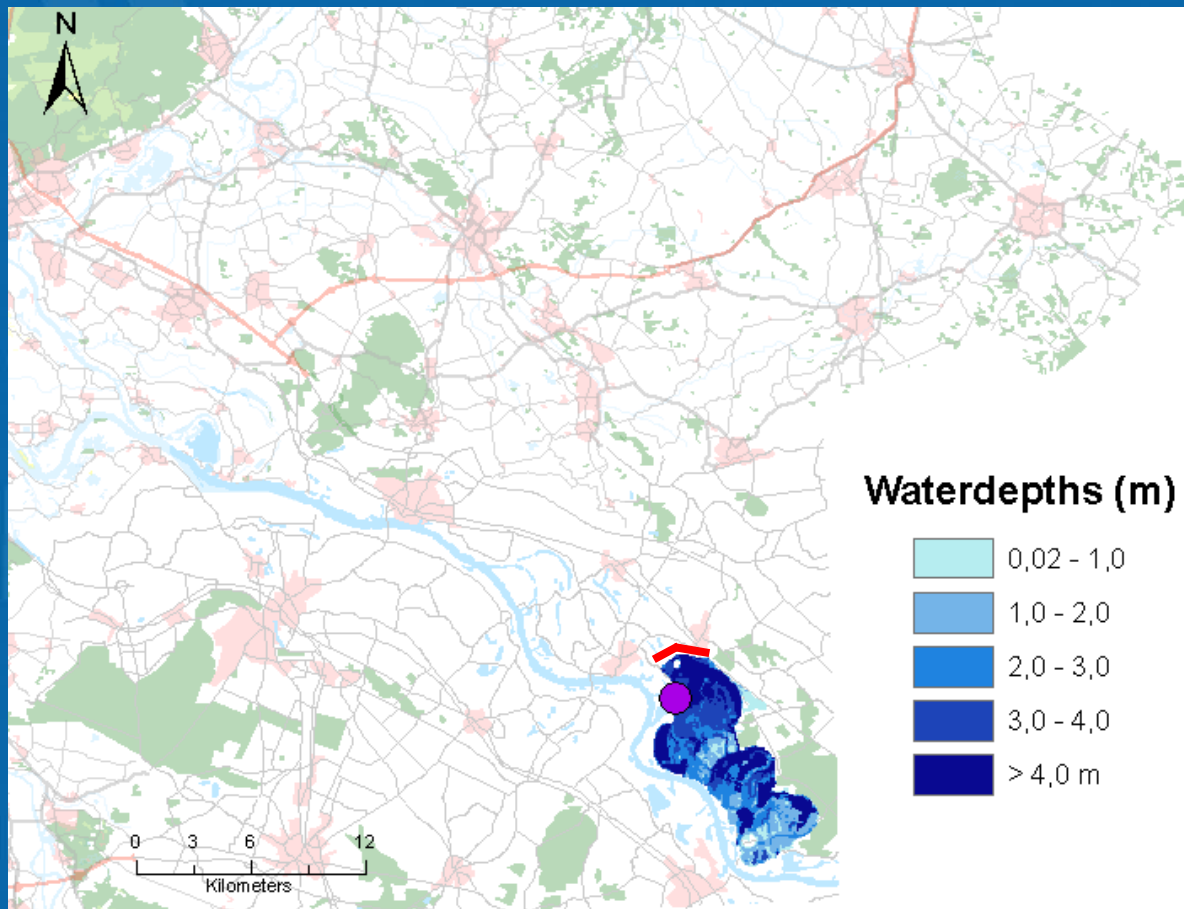 N
Waterdepths (m)
0,02 - 1,0
1,0 - 2,0
2,0 - 3,0
3,0 - 4,0
> 4,0 m
0 3 6 12
Kilometers